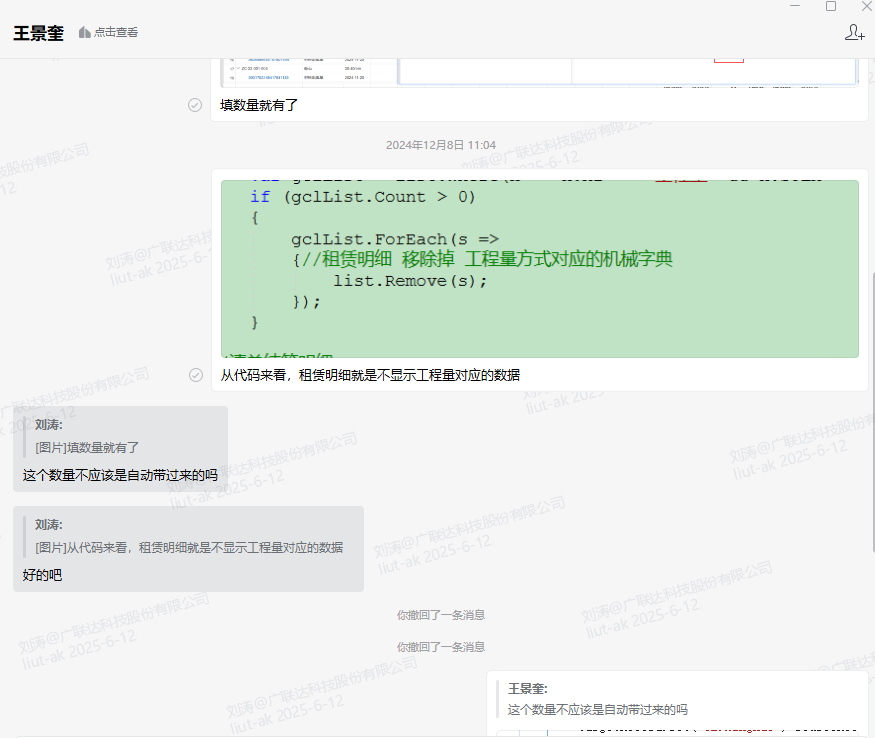 王景奎 点击查看
填数量就有了
2024年12月8日 11:04
if (gclList.Count > 0)
{
gclList.ForEach(s =>
{//租赁明细 移除掉 工程量方式对应的机械字典
list.Remove(s);
});
}
从代码来看，租赁明细就是不显示工程量对应的数据
刘涛:
[图片]填数量就有了
这个数量不应该是自动带过来的吗
刘涛:
[图片]从代码来看，租赁明细就是不显示工程量对应的数据
好的吧
你撤回了一条消息
你撤回了一条消息
王景奎:
这个数量不应该是自动带过来的吗
刘涛@广联达科技股份有限公司
liut-ak 2025-6-12